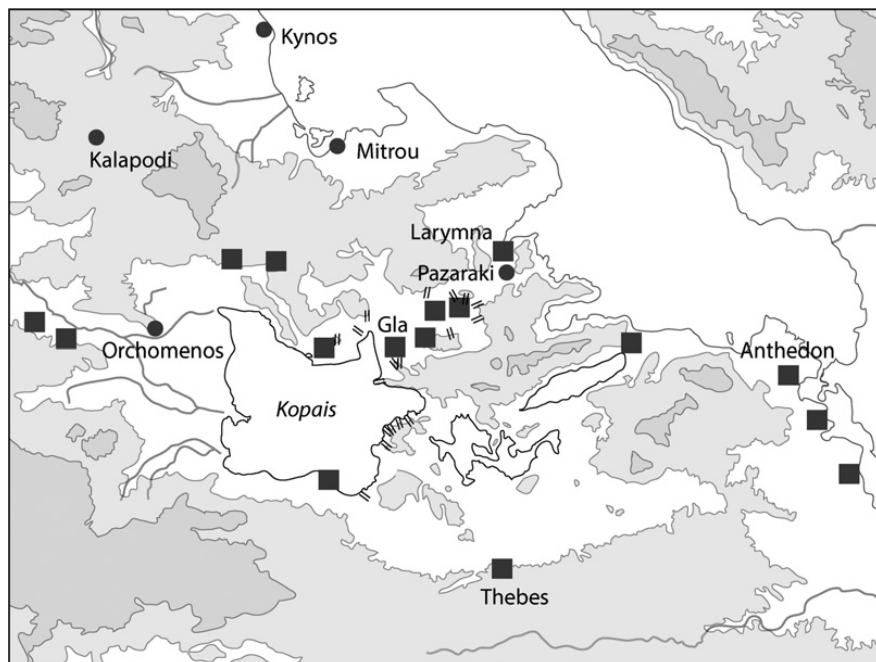 Kynos
Mitrou
Kalapodi
Larymna
Pazaraki
Gla
Orchomenos
Anthedon
Kopais
Thebes